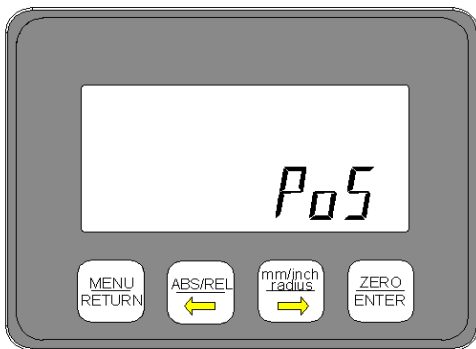 PoS
MENU
RETURN
ABS/REL
mm/inch
radius
ZERO
ENTER